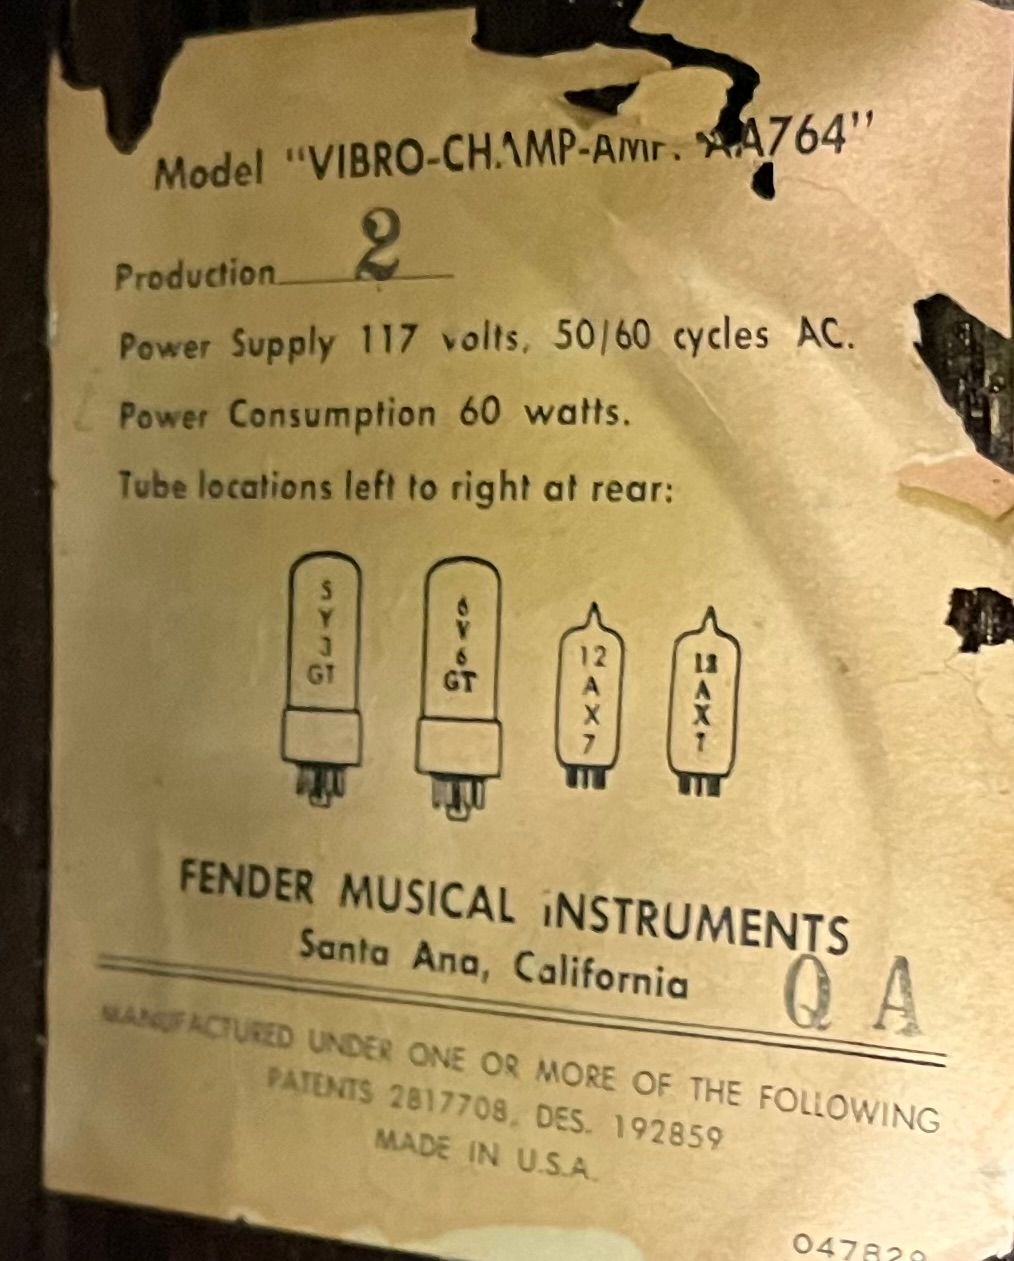 Model "VIBRO-CHAMP-AMP. AA764"
Production 2
Power Supply 117 volts, 50/60 cycles AC.
Power Consumption 60 watts.
Tube locations left to right at rear:
5Y3GT
6V6GT
12AX7
12AX7
FENDER MUSICAL iNSTRUMENTS
Santa Ana, California
Q A
MANUFACTURED UNDER ONE OR MORE OF THE FOLLOWING
PATENTS 2817708, DES. 192859
MADE IN U.S.A.
047829